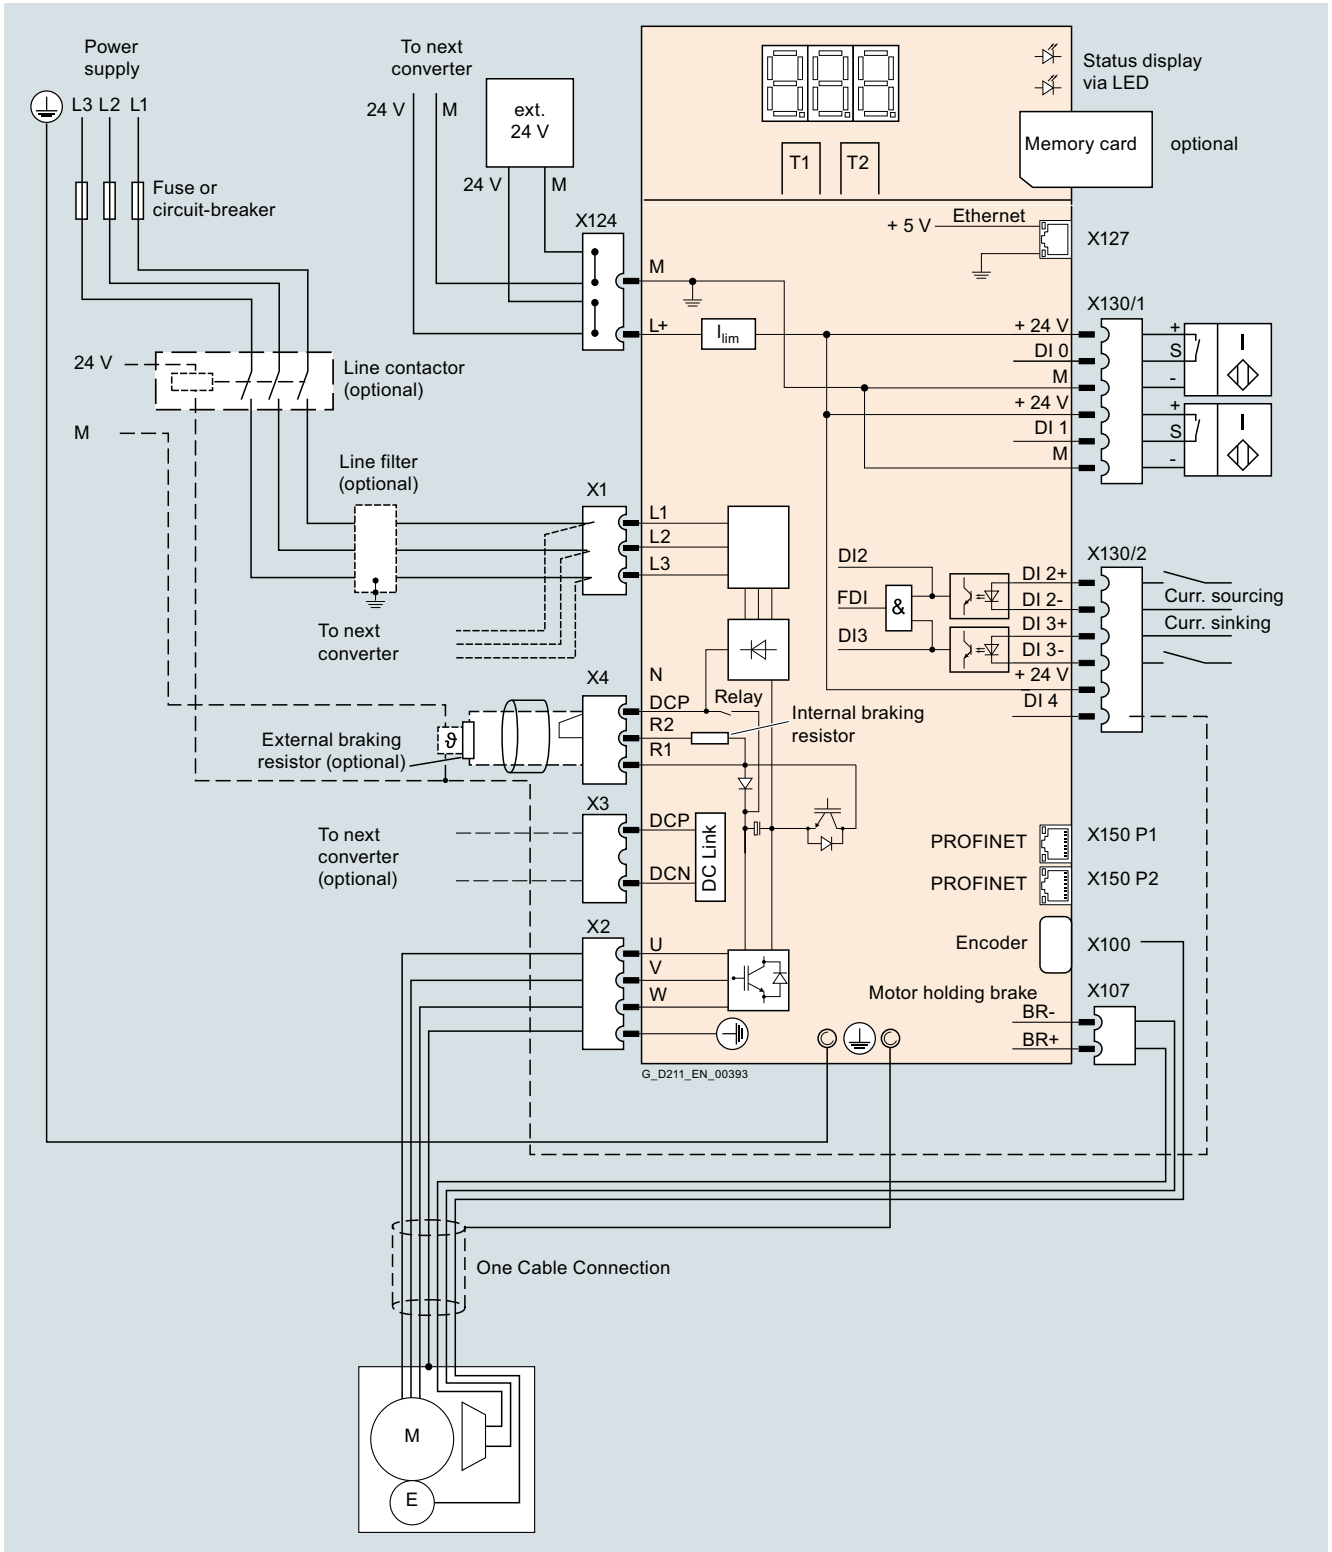 Power
supply
L3 L2 L1
Fuse or
circuit-breaker
To next
converter
24 V
M
ext.
24 V
24 V
M
X124
T1
T2
Status display
via LED
Memory card
optional
Ethernet
+ 5 V
X127
M
L+
Ilim
X130/1
+ 24 V
DI 0
M
+ 24 V
DI 1
M
+
S
-
I
+
S
-
I
24 V
Line contactor
(optional)
M
Line filter
(optional)
X1
L1
L2
L3
To next
converter
X130/2
DI2
FDI
&
DI3
DI 2+
DI 2-
DI 3+
DI 3-
+ 24 V
DI 4
Curr. sourcing
Curr. sinking
X4
N
DCP
R2
R1
Relay
Internal braking
resistor
ϑ
External braking
resistor (optional)
X3
To next
converter
(optional)
DCP
DCN
DC Link
PROFINET
X150 P1
PROFINET
X150 P2
X2
U
V
W
Encoder
X100
Motor holding brake
X107
BR-
BR+
G_D211_EN_00393
One Cable Connection
M
E